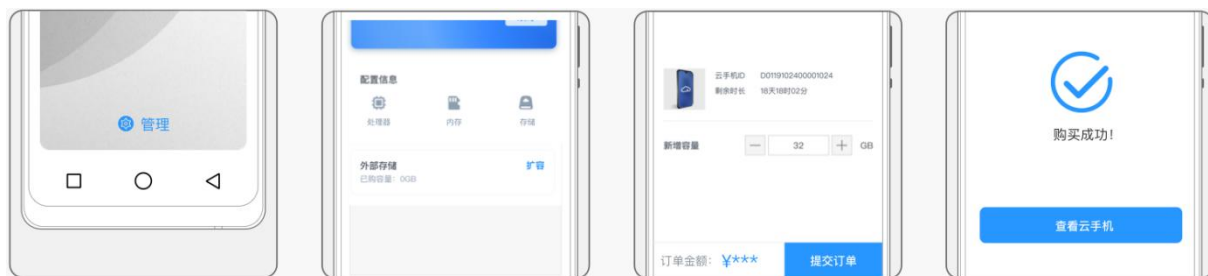 管理
配置信息
处理器 内存 存储
外部存储 扩容
已购容量：0GB
云手机ID DO119102400001024
剩余时长 18天18时02分
新增容量 — 32 + GB
订单金额： ¥*** 提交订单
购买成功！
查看云手机